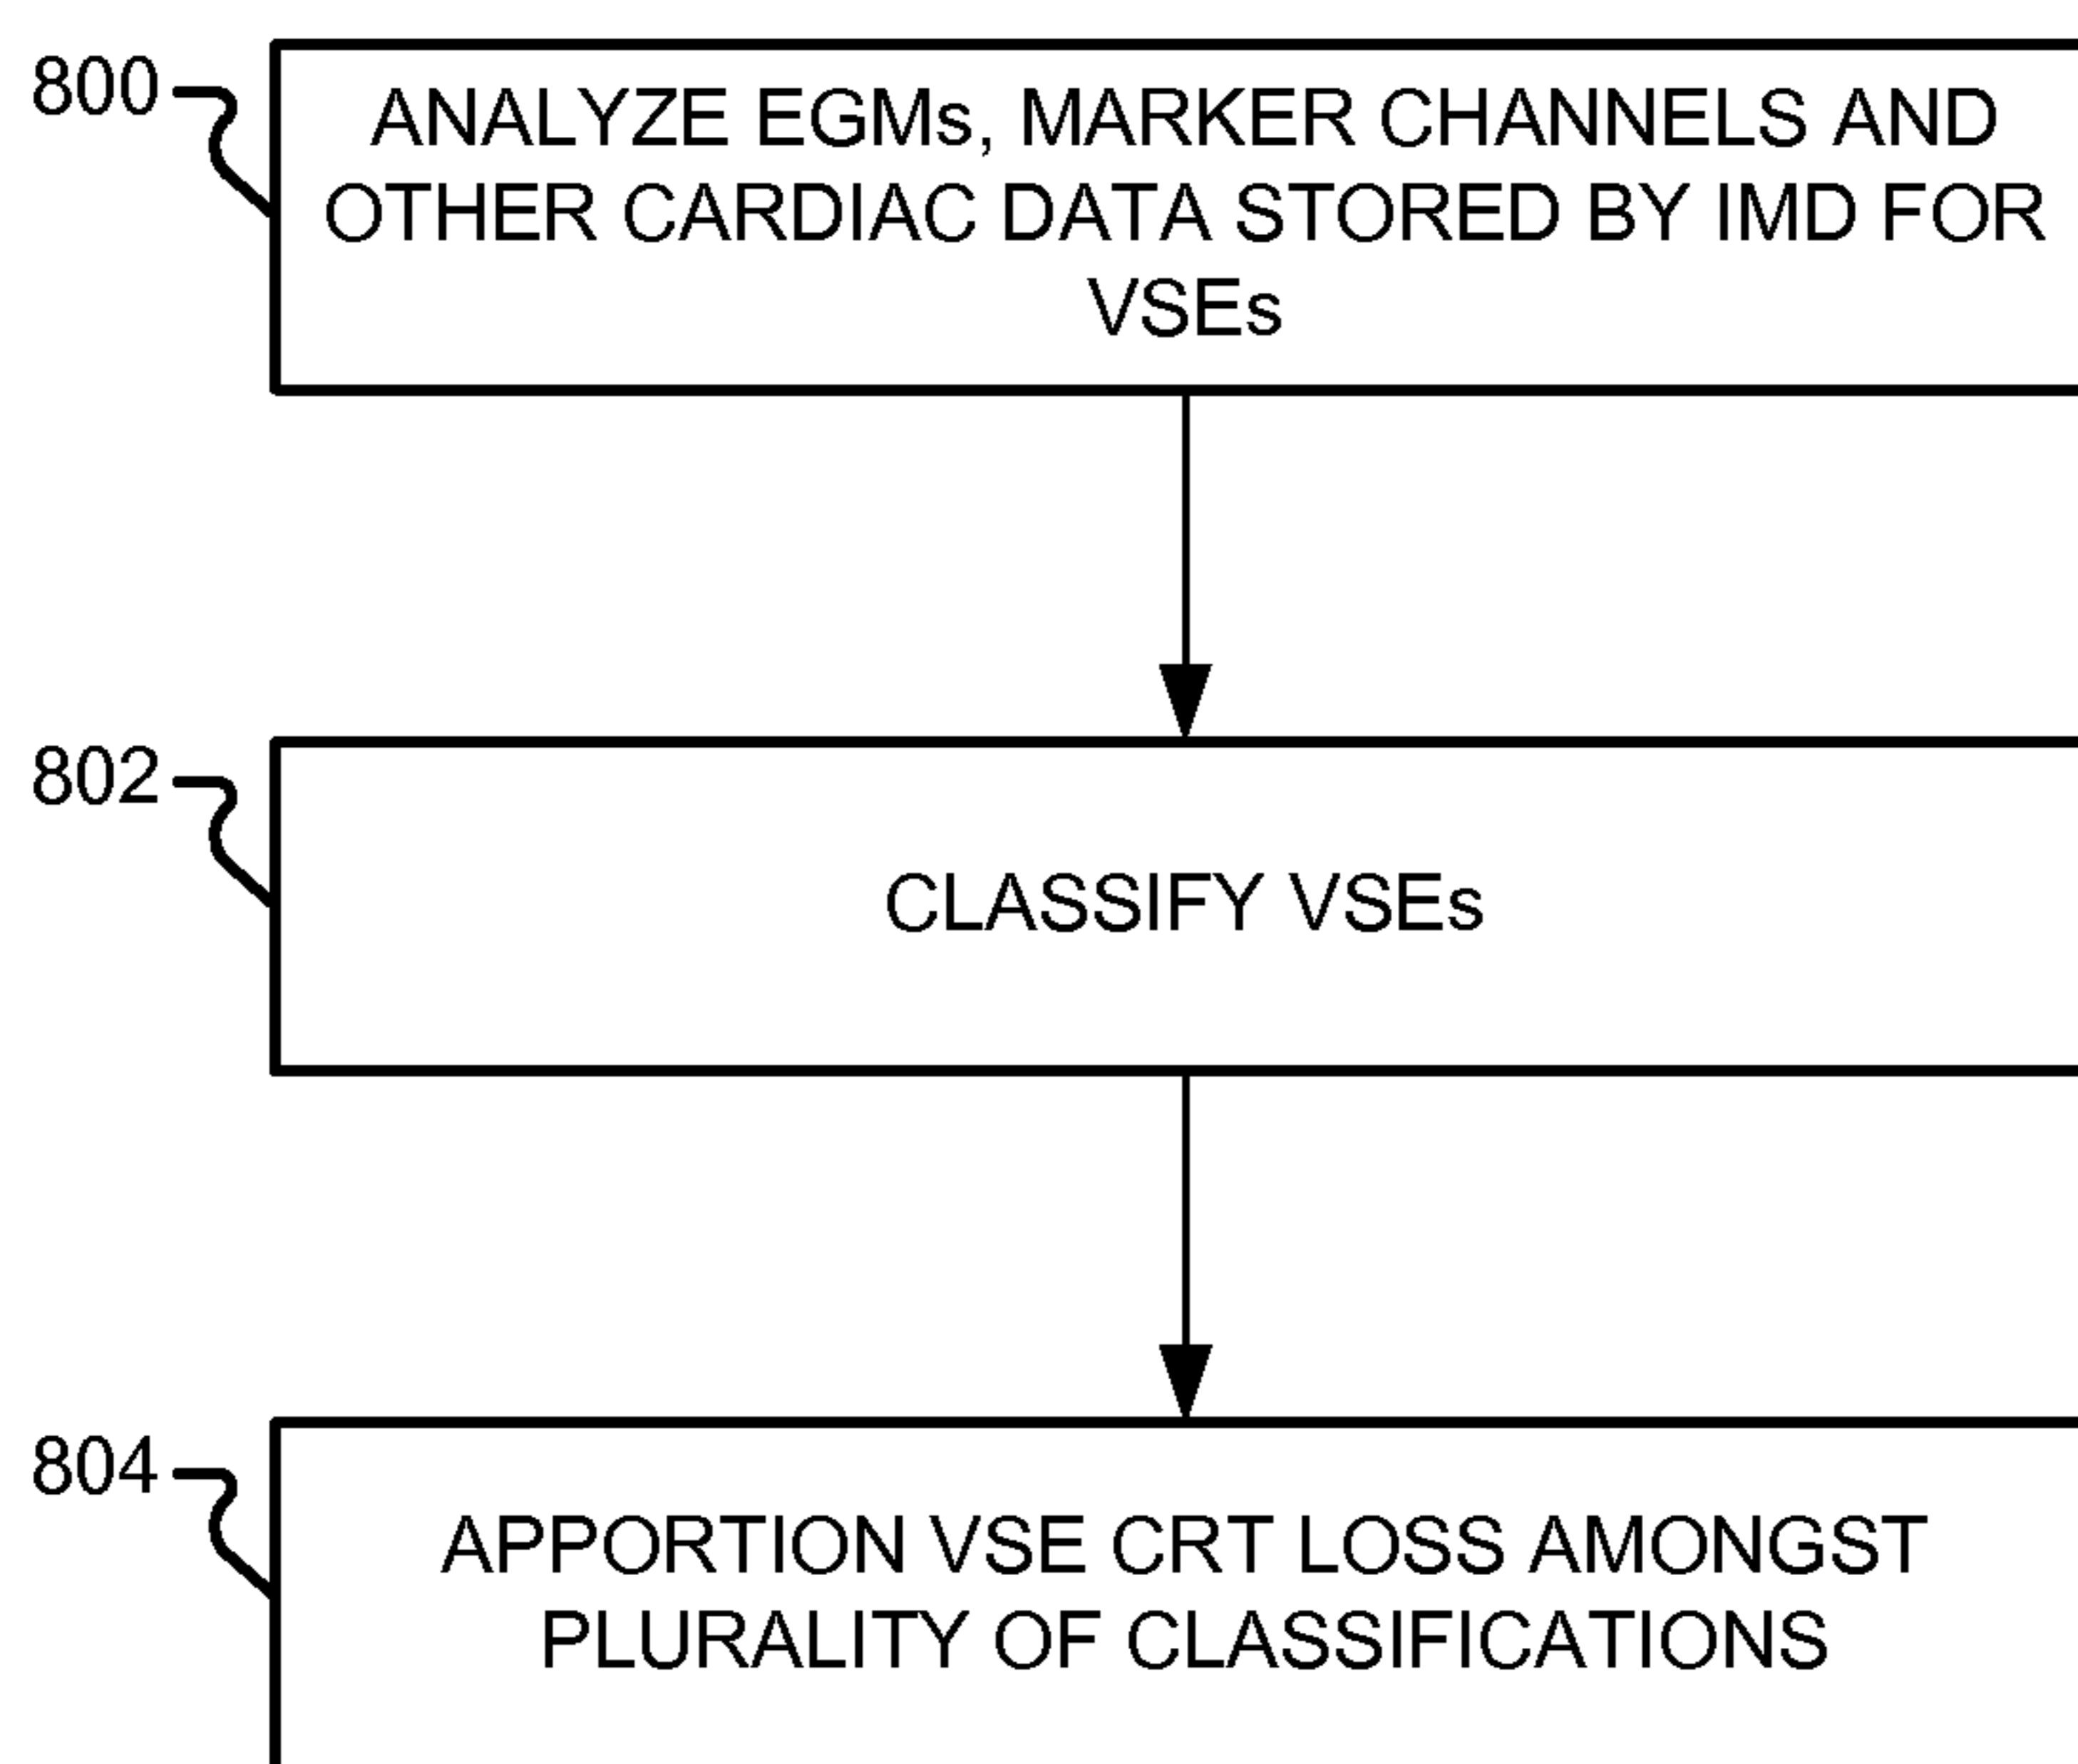 800
ANALYZE EGMs, MARKER CHANNELS AND
OTHER CARDIAC DATA STORED BY IMD FOR
VSEs
802
CLASSIFY VSEs
804
APPORTION VSE CRT LOSS AMONGST
PLURALITY OF CLASSIFICATIONS